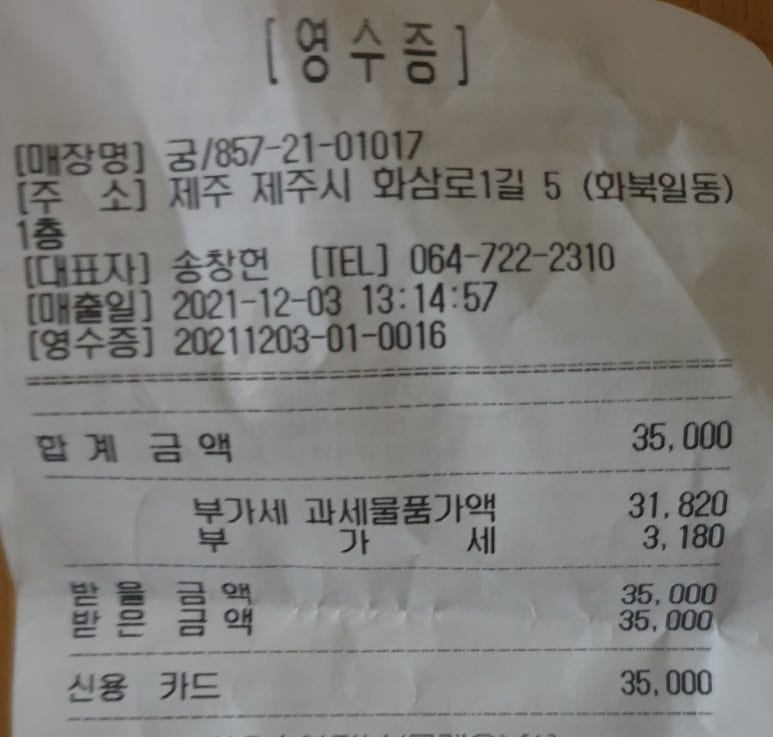 [영수증]
[매장명] 궁/857-21-01017
[주 소] 제주 제주시 화삼로1길 5 (화북일동)
1층
[대표자] 송창헌 [TEL] 064-722-2310
[매출일] 2021-12-03 13:14:57
[영수증] 20211203-01-0016
합 계 금 액 35,000
부가세 과세물품가액 31,820
부 가 세 3,180
받 을 금 액 35,000
받 은 금 액 35,000
신용 카드 35,000